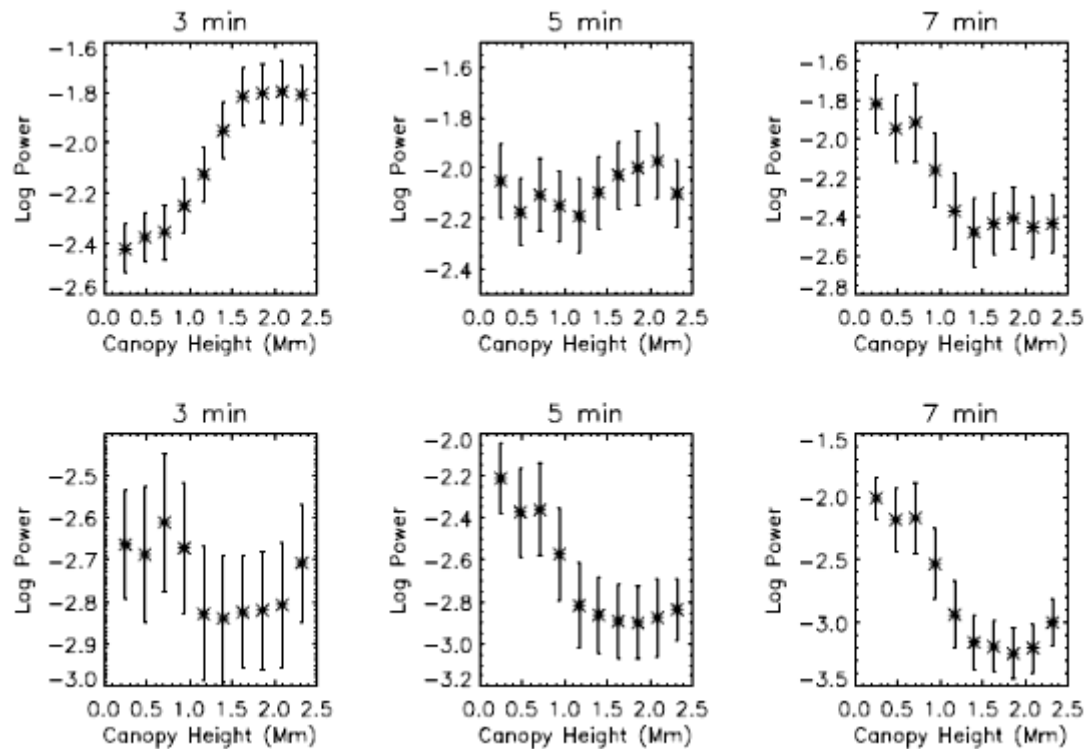 3 min 5 min 7 min
-1.6 -1.6 -1.6
-1.8 -1.8 -1.8
-2.0 -2.0 -2.0
-2.2 -2.2 -2.2
-2.4 -2.4 -2.4
-2.6 -2.6
-2.8
Log Power Log Power Log Power
0.0 0.5 1.0 1.5 2.0 2.5 0.0 0.5 1.0 1.5 2.0 2.5 0.0 0.5 1.0 1.5 2.0 2.5
Canopy Height (Mm) Canopy Height (Mm) Canopy Height (Mm)
3 min 5 min 7 min
-2.5 -2.0 -1.5
-2.6 -2.2 -2.0
-2.7 -2.4 -2.5
-2.8 -2.6 -3.0
-2.9 -2.8 -3.5
-3.0 -3.0
-3.2
Log Power Log Power Log Power
0.0 0.5 1.0 1.5 2.0 2.5 0.0 0.5 1.0 1.5 2.0 2.5 0.0 0.5 1.0 1.5 2.0 2.5
Canopy Height (Mm) Canopy Height (Mm) Canopy Height (Mm)